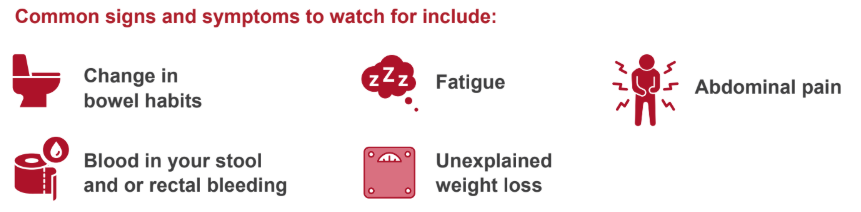 Common signs and symptoms to watch for include:
Change in
bowel habits
zZz
Fatigue
Abdominal pain
Blood in your stool
and or rectal bleeding
Unexplained
weight loss